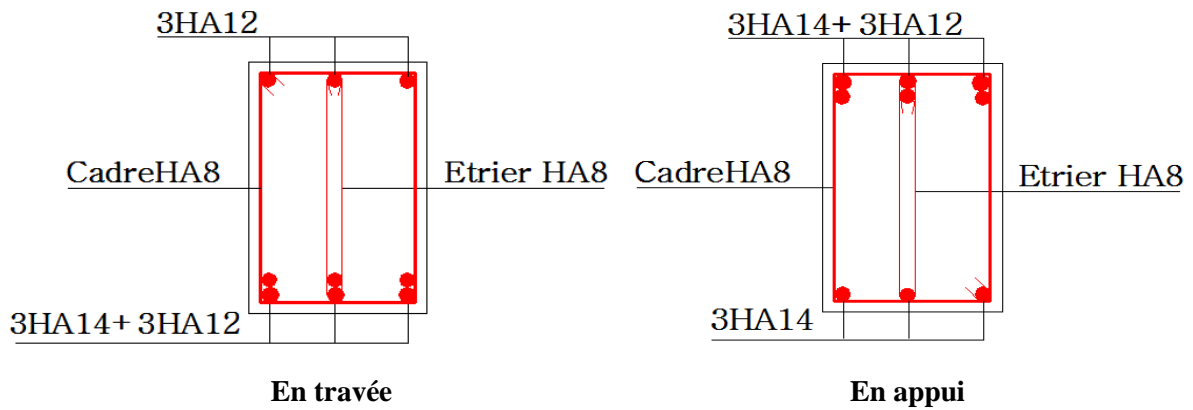 3HA12
CadreHA8
Etrier HA8
3HA14+ 3HA12
En travée
3HA14+ 3HA12
CadreHA8
Etrier HA8
3HA14
En appui